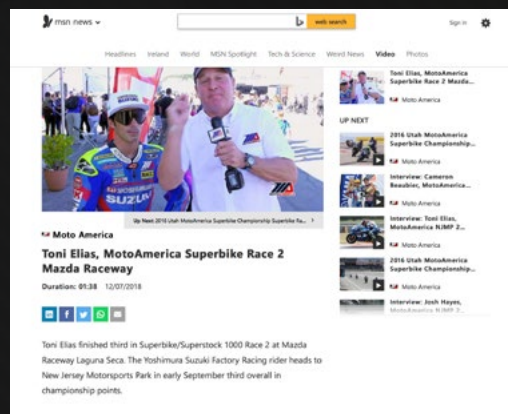 msn news
web search
Sign in
Headlines Ireland World MSN Spotlight Tech & Science Weird News Video Photos
YOSHIMURA
SUZUKI
Up Next 2016 Utah MotoAmerica Superbike Championship Superbike Ra...
Moto America
Toni Elias, MotoAmerica Superbike Race 2
Mazda Raceway
Duration: 01:38 12/07/2018
Toni Elias finished third in Superbike/Superstock 1000 Race 2 at Mazda
Raceway Laguna Seca. The Yoshimura Suzuki Factory Racing rider heads to
New Jersey Motorsports Park in early September third overall in
championship points.
Toni Elias, MotoAmerica
Superbike Race 2 Mazda...
Moto America
UP NEXT
2016 Utah MotoAmerica
Superbike Championship...
Moto America
Interview: Cameron
Beaubier, MotoAmerica...
Moto America
Interview: Toni Elias,
MotoAmerica NJMP 2...
Moto America
2016 Utah MotoAmerica
Superbike Championship...
Moto America
Interview: Josh Hayes,
MotoAmerica NJMP 2...